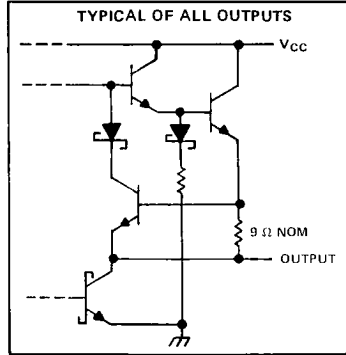 TYPICAL OF ALL OUTPUTS
VCC
9 Ω NOM
OUTPUT